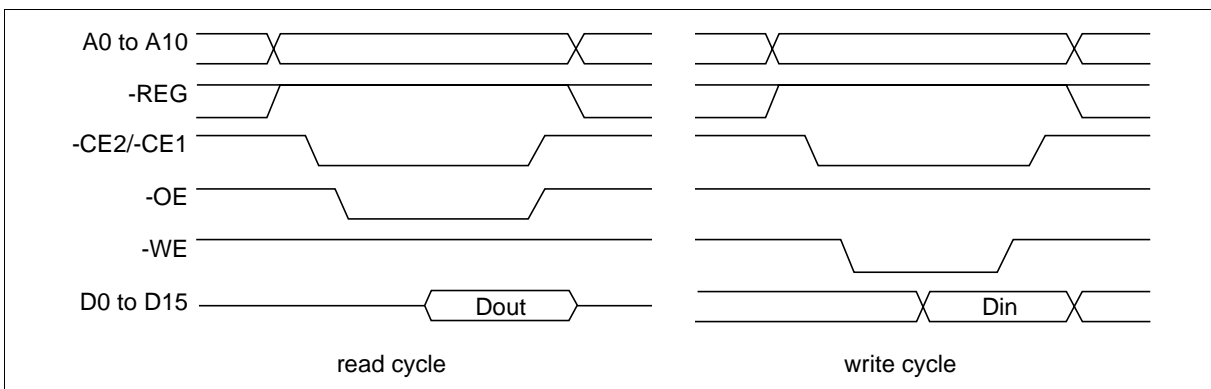 A0 to A10
-REG
-CE2/-CE1
-OE
-WE
D0 to D15
Dout
Din
read cycle
write cycle